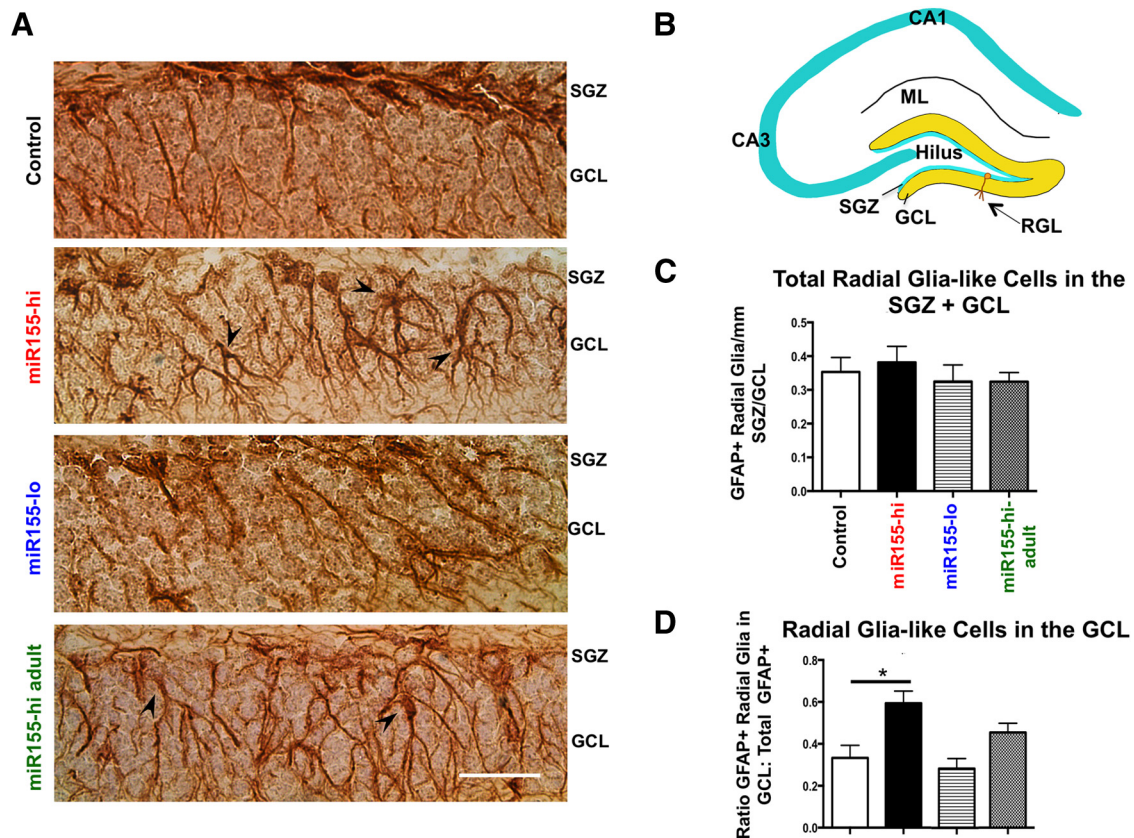 A
Control
SGZ
GCL
miR155-hi
SGZ
GCL
miR155-lo
SGZ
GCL
miR155-hi adult
SGZ
GCL
B
CA1
ML
CA3
Hilus
SGZ
GCL
RGL
C
Total Radial Glia-like Cells in the
SGZ + GCL
GFAP+ Radial Glia/mm
SGZ/GCL
0.5
0.4
0.3
0.2
0.1
0.0
Control
miR155-hi
miR155-lo
miR155-hi-
adult
D
Radial Glia-like Cells in the GCL
Ratio GFAP+ Radial Glia in
GCL: Total GFAP+
0.8
0.6
0.4
0.2
0.0
*